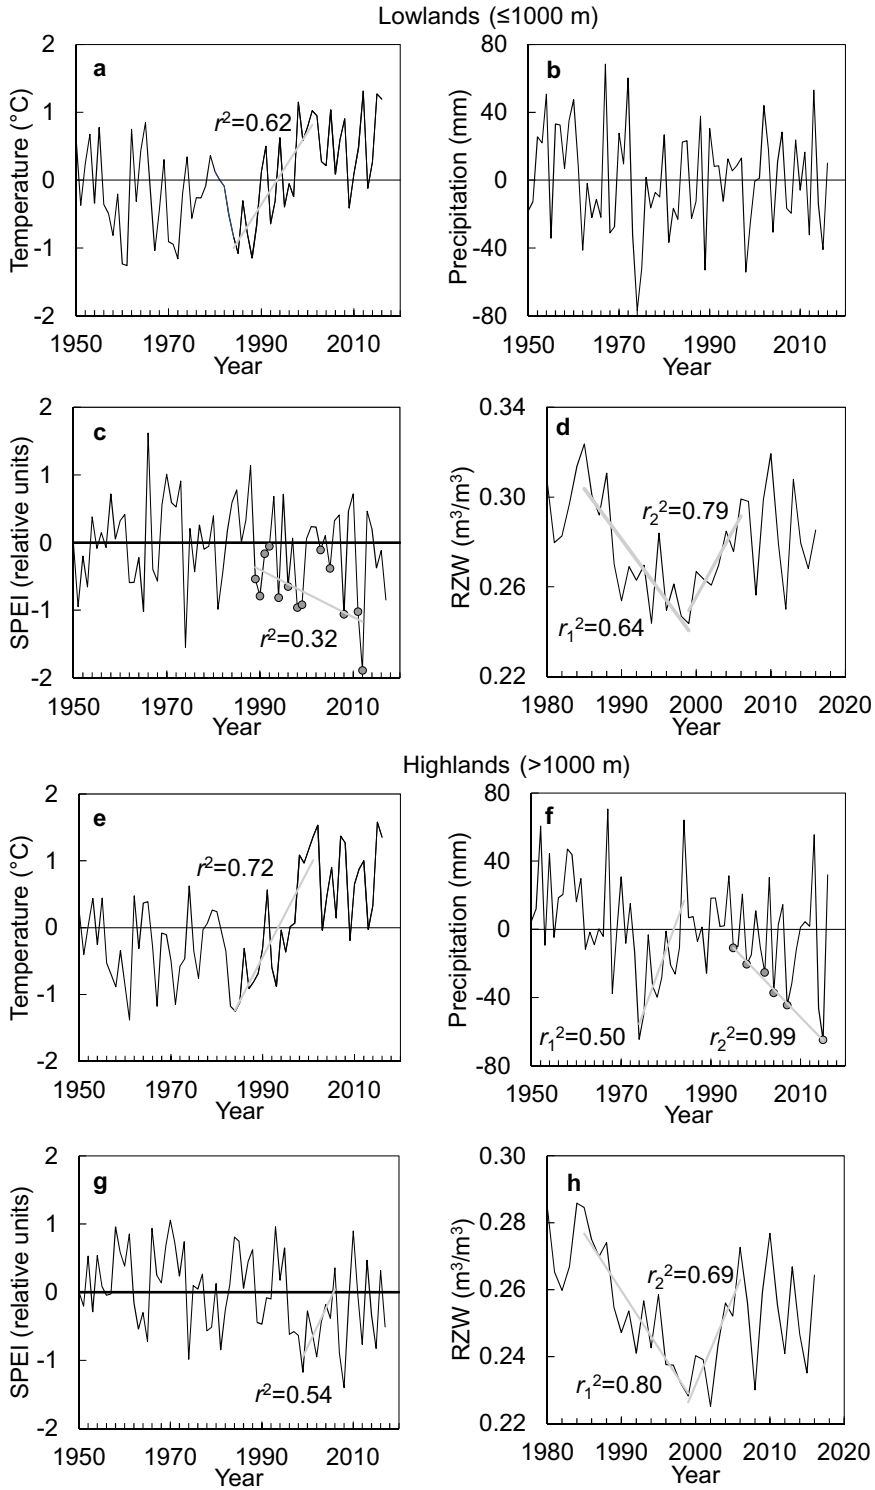 Lowlands (≤1000 m)
a
r²=0.62
Temperature (°C)
2
1
0
-1
-2
1950 1970 1990 2010
Year
b
Precipitation (mm)
80
40
0
-40
-80
1950 1970 1990 2010
Year
c
r²=0.32
SPEI (relative units)
2
1
0
-1
-2
1950 1970 1990 2010
Year
d
r₂²=0.79
r₁²=0.64
RZW (m³/m³)
0.34
0.30
0.26
0.22
1980 1990 2000 2010 2020
Year
Highlands (>1000 m)
e
r²=0.72
Temperature (°C)
2
1
0
-1
-2
1950 1970 1990 2010
Year
f
r₁²=0.50 r₂²=0.99
Precipitation (mm)
80
40
0
-40
-80
1950 1970 1990 2010
Year
g
r²=0.54
SPEI (relative units)
2
1
0
-1
-2
1950 1970 1990 2010
Year
h
r₂²=0.69
r₁²=0.80
RZW (m³/m³)
0.30
0.28
0.26
0.24
0.22
1980 1990 2000 2010 2020
Year